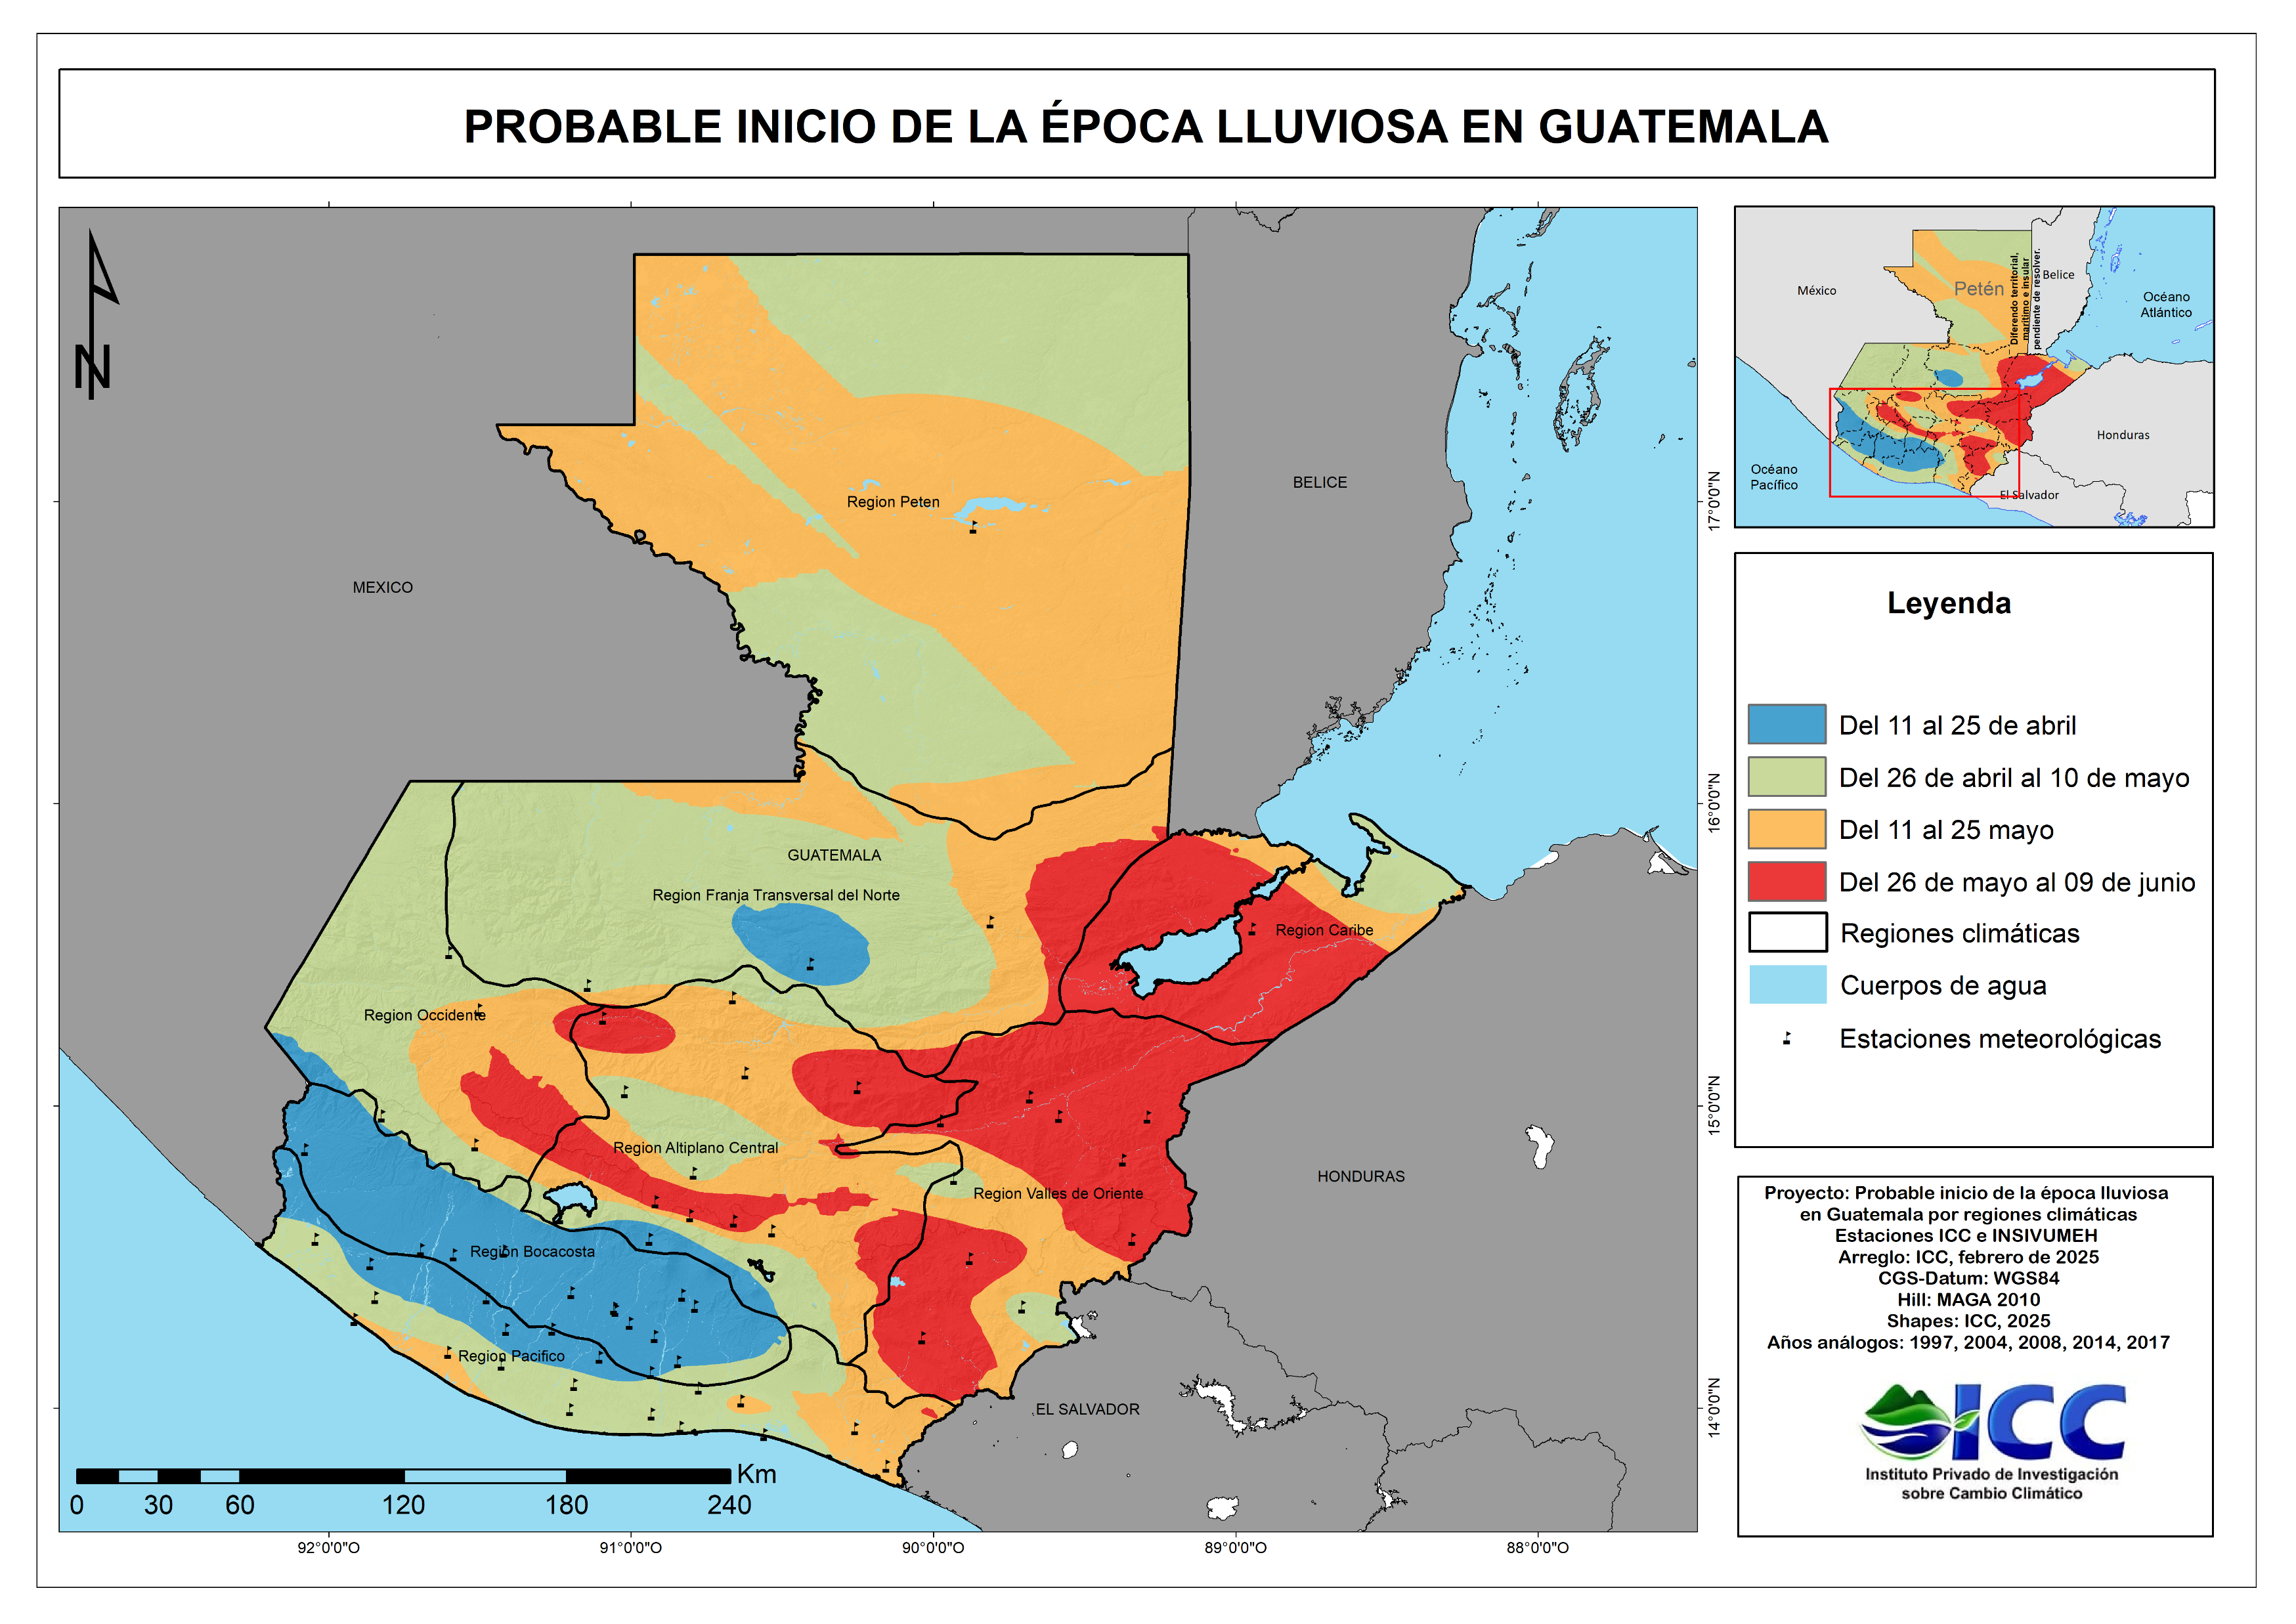 PROBABLE INICIO DE LA ÉPOCA LLUVIOSA EN GUATEMALA
N
MEXICO
BELICE
Region Peten
GUATEMALA
Region Franja Transversal del Norte
Region Caribe
Region Occidente
Region Altiplano Central
Region Valles de Oriente
HONDURAS
Region Bocacosta
Region Pacifico
EL SALVADOR
Km
0 30 60 120 180 240
92°0'0"O 91°0'0"O 90°0'0"O 89°0'0"O 88°0'0"O
17°0'0"N
16°0'0"N
15°0'0"N
14°0'0"N
México
Petén
Diferendo territorial,
marítimo e insular
pendiente de resolver.
Belice
Océano
Atlántico
Honduras
Océano
Pacífico
El Salvador
Leyenda
Del 11 al 25 de abril
Del 26 de abril al 10 de mayo
Del 11 al 25 mayo
Del 26 de mayo al 09 de junio
Regiones climáticas
Cuerpos de agua
Estaciones meteorológicas
Proyecto: Probable inicio de la época lluviosa
en Guatemala por regiones climáticas
Estaciones ICC e INSIVUMEH
Arreglo: ICC, febrero de 2025
CGS-Datum: WGS84
Hill: MAGA 2010
Shapes: ICC, 2025
Años análogos: 1997, 2004, 2008, 2014, 2017
ICC
Instituto Privado de Investigación
sobre Cambio Climático